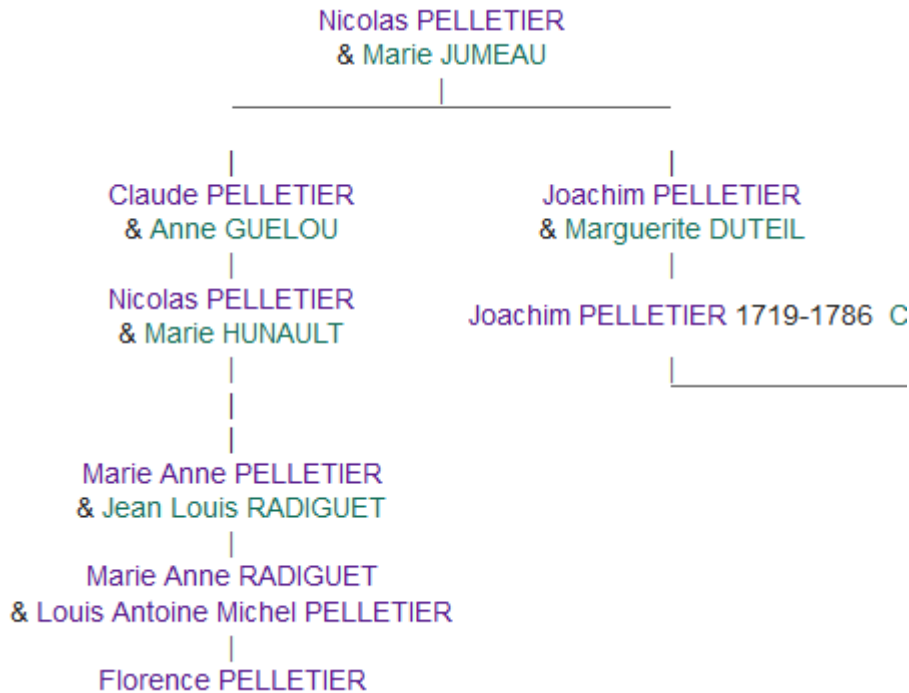 Nicolas PELLETIER
& Marie JUMEAU
Claude PELLETIER
& Anne GUELOU
Joachim PELLETIER
& Marguerite DUTEIL
Nicolas PELLETIER
& Marie HUNAULT
Joachim PELLETIER 1719-1786 C
Marie Anne PELLETIER
& Jean Louis RADIGUET
Marie Anne RADIGUET
& Louis Antoine Michel PELLETIER
Florence PELLETIER